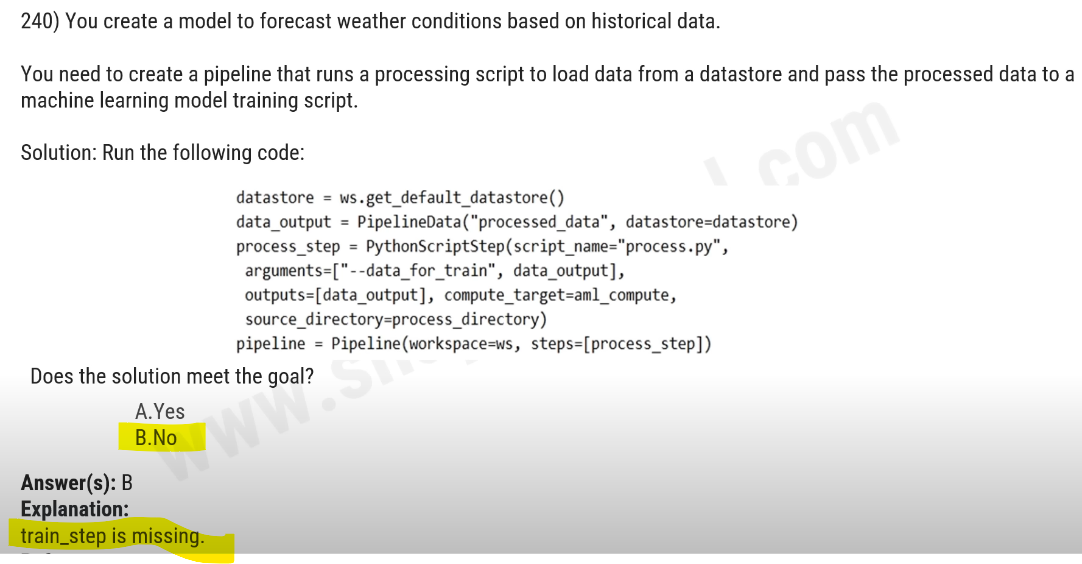 240) You create a model to forecast weather conditions based on historical data.
You need to create a pipeline that runs a processing script to load data from a datastore and pass the processed data to a
machine learning model training script.
Solution: Run the following code:
datastore = ws.get_default_datastore()
data_output = PipelineData("processed_data", datastore=datastore)
process_step = PythonScriptStep(script_name="process.py",
arguments=["--data_for_train", data_output],
outputs=[data_output], compute_target=aml_compute,
source_directory=process_directory)
pipeline = Pipeline(workspace=ws, steps=[process_step])
Does the solution meet the goal?
A.Yes
B.No
Answer(s): B
Explanation:
train_step is missing.